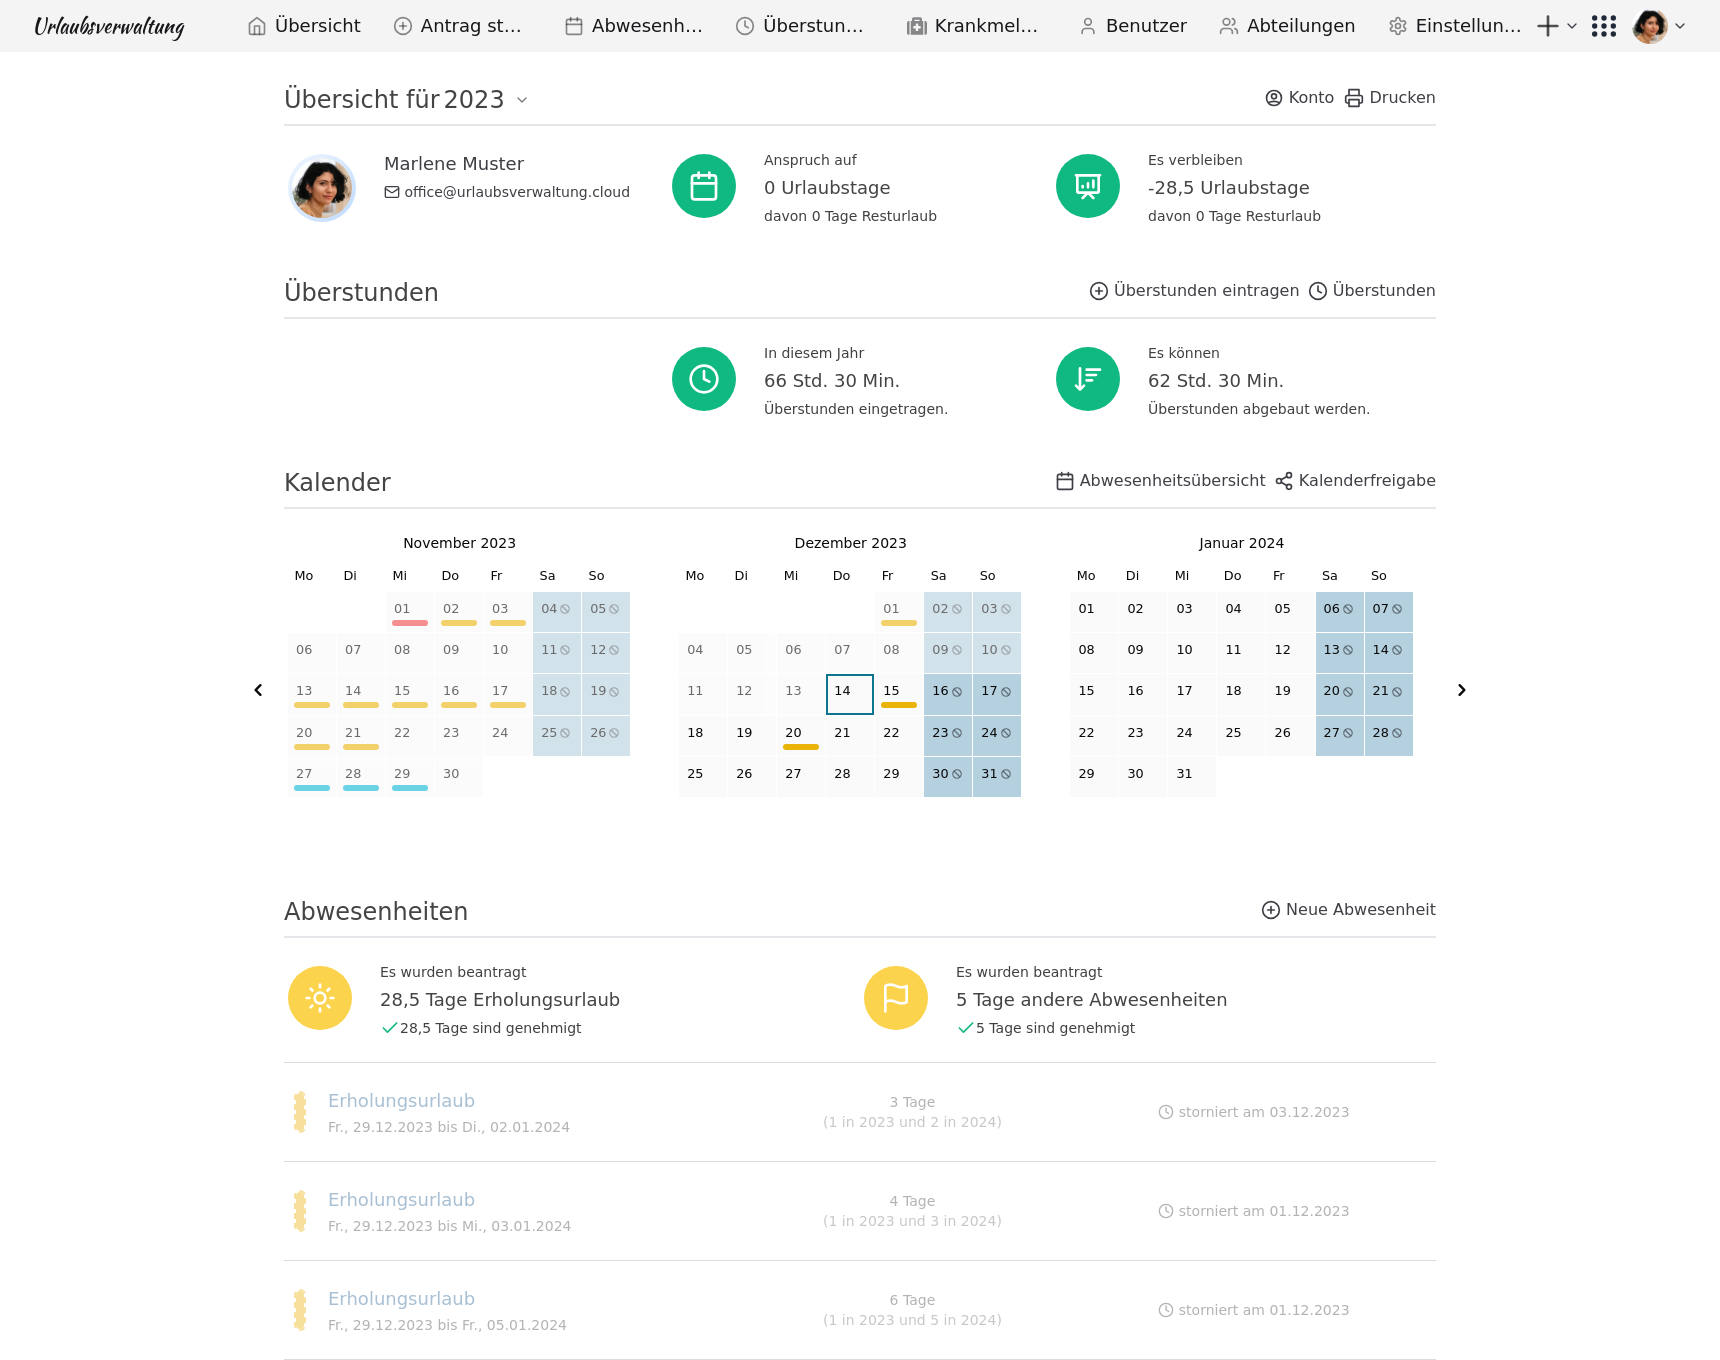 Urlaubsverwaltung Übersicht Antrag st... Abwesenh... Überstun... Krankmel... Benutzer Abteilungen Einstellun...
Übersicht für 2023 Konto Drucken
Marlene Muster
office@urlaubsverwaltung.cloud
Anspruch auf
0 Urlaubstage
davon 0 Tage Resturlaub
Es verbleiben
-28,5 Urlaubstage
davon 0 Tage Resturlaub
Überstunden Überstunden eintragen Überstunden
In diesem Jahr
66 Std. 30 Min.
Überstunden eingetragen.
Es können
62 Std. 30 Min.
Überstunden abgebaut werden.
Kalender Abwesenheitsübersicht Kalenderfreigabe
November 2023
Mo Di Mi Do Fr Sa So
01 02 03 04 05
06 07 08 09 10 11 12
13 14 15 16 17 18 19
20 21 22 23 24 25 26
27 28 29 30
Dezember 2023
Mo Di Mi Do Fr Sa So
01 02 03
04 05 06 07 08 09 10
11 12 13 14 15 16 17
18 19 20 21 22 23 24
25 26 27 28 29 30 31
Januar 2024
Mo Di Mi Do Fr Sa So
01 02 03 04 05 06 07
08 09 10 11 12 13 14
15 16 17 18 19 20 21
22 23 24 25 26 27 28
29 30 31
Abwesenheiten Neue Abwesenheit
Es wurden beantragt
28,5 Tage Erholungsurlaub
28,5 Tage sind genehmigt
Es wurden beantragt
5 Tage andere Abwesenheiten
5 Tage sind genehmigt
Erholungsurlaub
Fr., 29.12.2023 bis Di., 02.01.2024
3 Tage
(1 in 2023 und 2 in 2024)
storniert am 03.12.2023
Erholungsurlaub
Fr., 29.12.2023 bis Mi., 03.01.2024
4 Tage
(1 in 2023 und 3 in 2024)
storniert am 01.12.2023
Erholungsurlaub
Fr., 29.12.2023 bis Fr., 05.01.2024
6 Tage
(1 in 2023 und 5 in 2024)
storniert am 01.12.2023